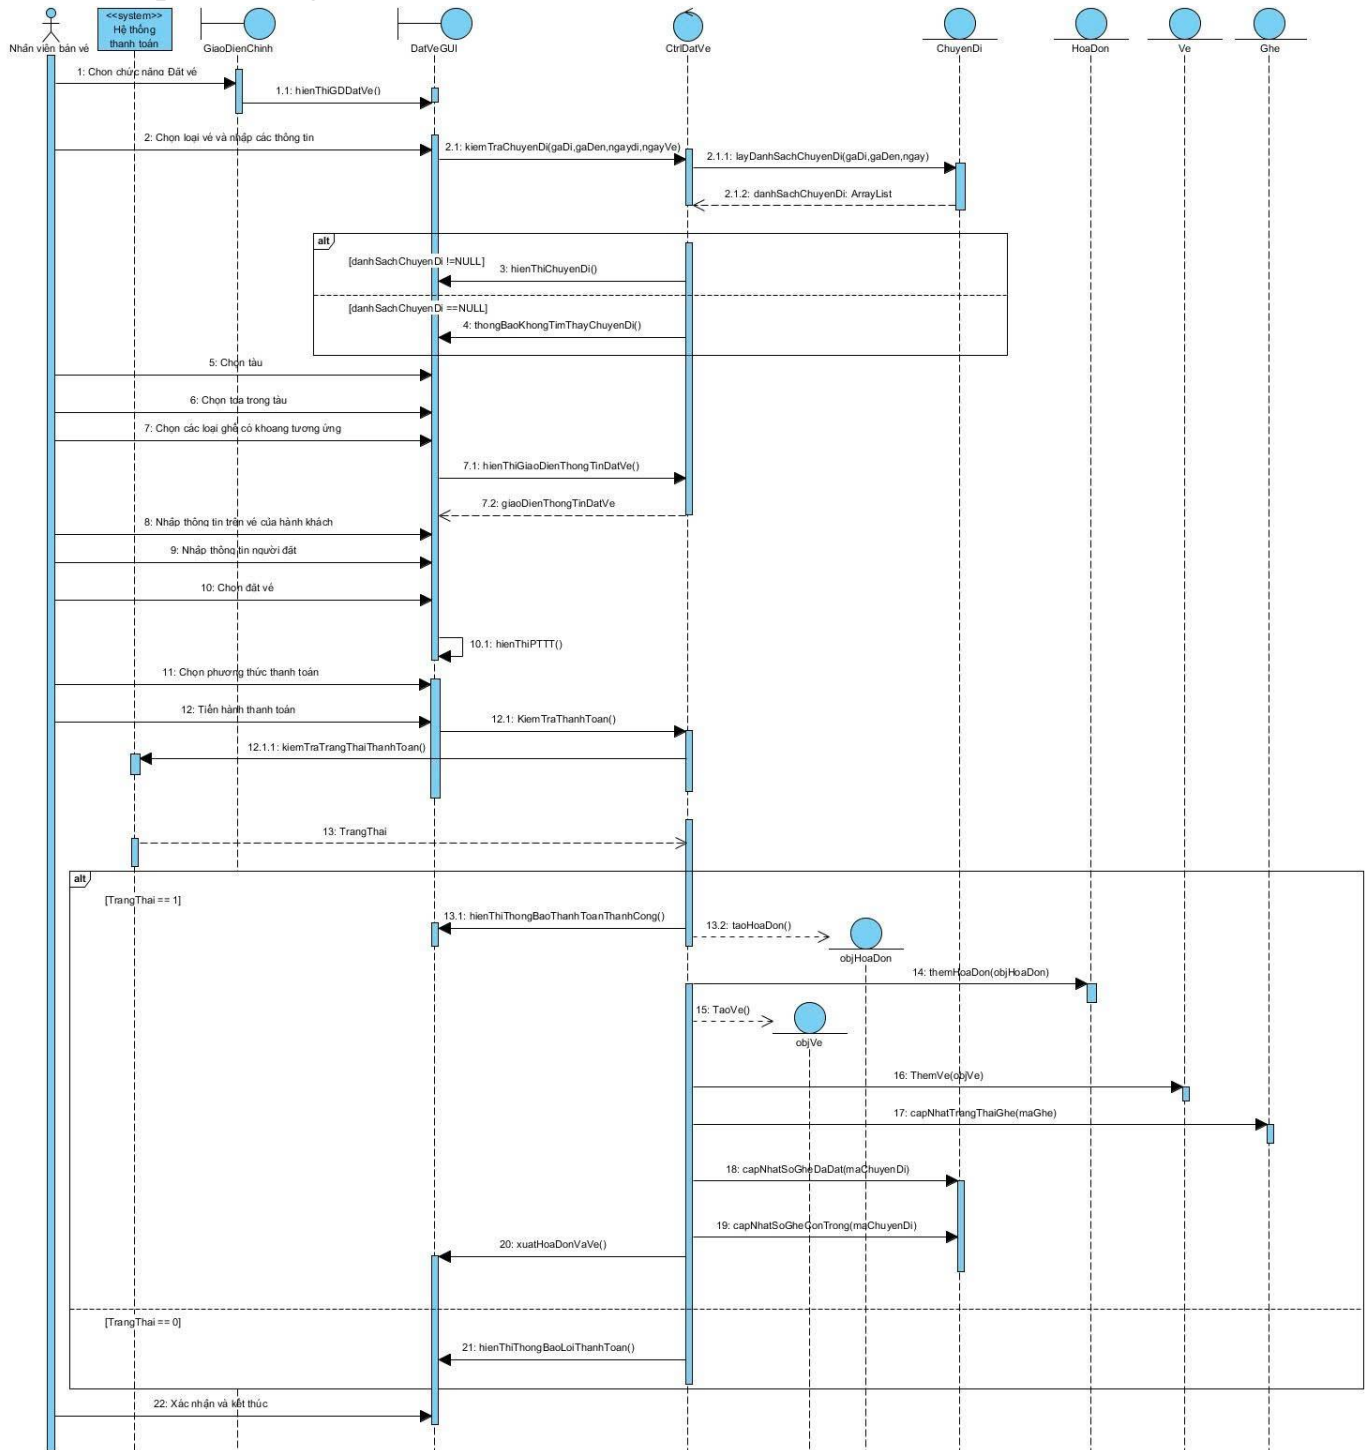 <<system>>
Hệ thống
thanh toán
Nhân viên bán vé
GiaoDienChinh
DatVeGUI
CtrlDatVe
ChuyenDi
HoaDon
Ve
Ghe
1: Chọn chức năng Đặt vé
1.1: hienThiGDDatVe()
2: Chọn loại vé và nhập các thông tin
2.1: kiemTraChuyenDi(gaDi,gaDen,ngaydi,ngayVe)
2.1.1: layDanhSachChuyenDi(gaDi,gaDen,ngay)
2.1.2: danhSachChuyenDi: ArrayList
alt
[danhSachChuyenDi !=NULL]
3: hienThiChuyenDi()
[danhSachChuyenDi ==NULL]
4: thongBaoKhongTimThayChuyenDi()
5: Chọn tàu
6: Chọn toa trong tàu
7: Chọn các loại ghế có khoang tương ứng
7.1: hienThiGiaoDienThongTinDatVe()
7.2: giaoDienThongTinDatVe
8: Nhập thông tin trên vé của hành khách
9: Nhập thông tin người đặt
10: Chọn đặt vé
10.1: hienThiPTTT()
11: Chọn phương thức thanh toán
12: Tiến hành thanh toán
12.1: KiemTraThanhToan()
12.1.1: kiemTraTrangThaiThanhToan()
13: TrangThai
alt
[TrangThai == 1]
13.1: hienThiThongBaoThanhToanThanhCong()
13.2: taoHoaDon()
objHoaDon
14: themHoaDon(objHoaDon)
15: TaoVe()
objVe
16: ThemVe(objVe)
17: capNhatTrangThaiGhe(maGhe)
18: capNhatSoGheDaDat(maChuyenDi)
19: capNhatSoGheConTrong(maChuyenDi)
20: xuatHoaDonVaVe()
[TrangThai == 0]
21: hienThiThongBaoLoiThanhToan()
22: Xác nhận và kết thúc